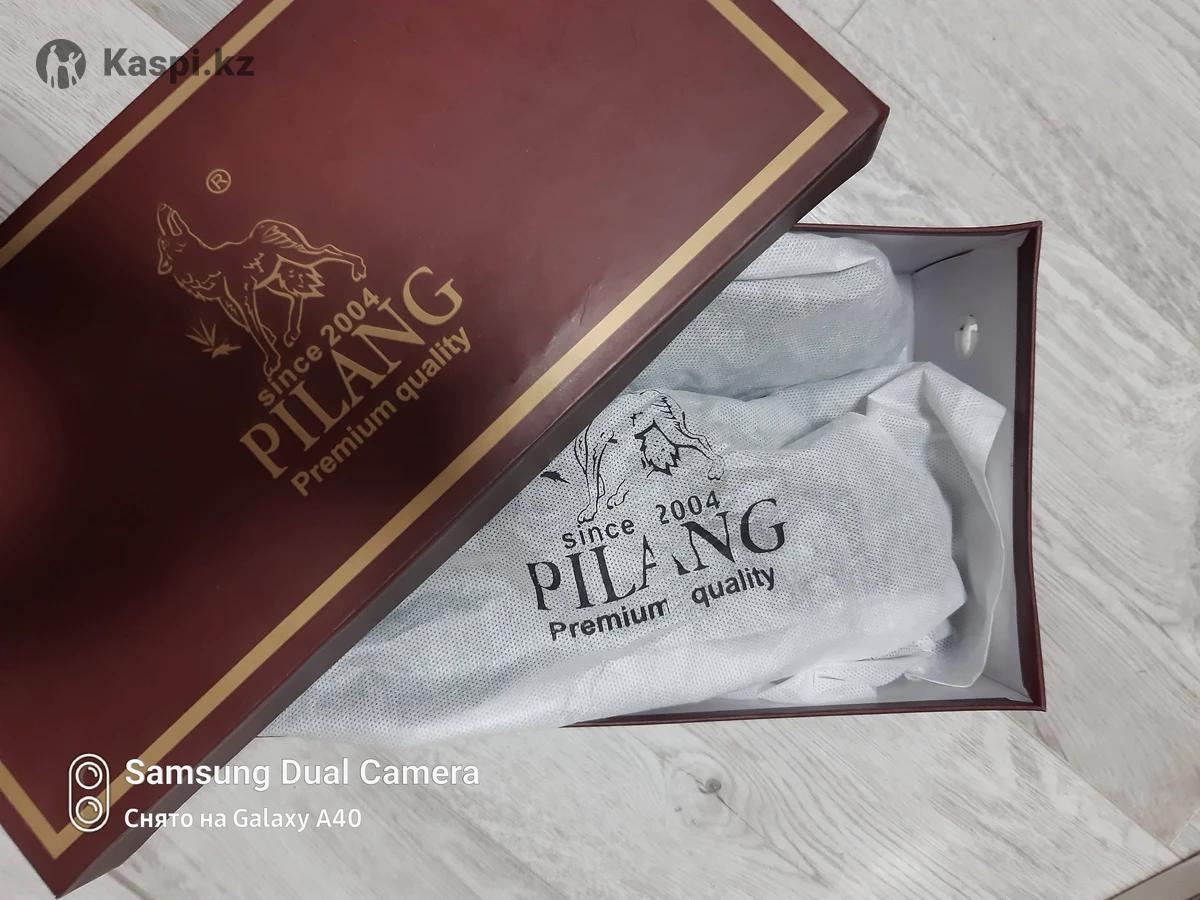 Kaspi.kz
®
since 2004
PILANG
Premium quality
since 2004
PILANG
Premium quality
Samsung Dual Camera
Снято на Galaxy A40